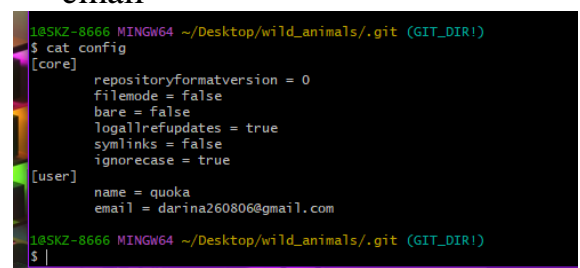 email
1@SKZ-8666 MINGW64 ~/Desktop/wild_animals/.git (GIT_DIR!)
$ cat config
[core]
        repositoryformatversion = 0
        filemode = false
        bare = false
        logallrefupdates = true
        symlinks = false
        ignorecase = true
[user]
        name = quoka
        email = darina260806@gmail.com
1@SKZ-8666 MINGW64 ~/Desktop/wild_animals/.git (GIT_DIR!)
$